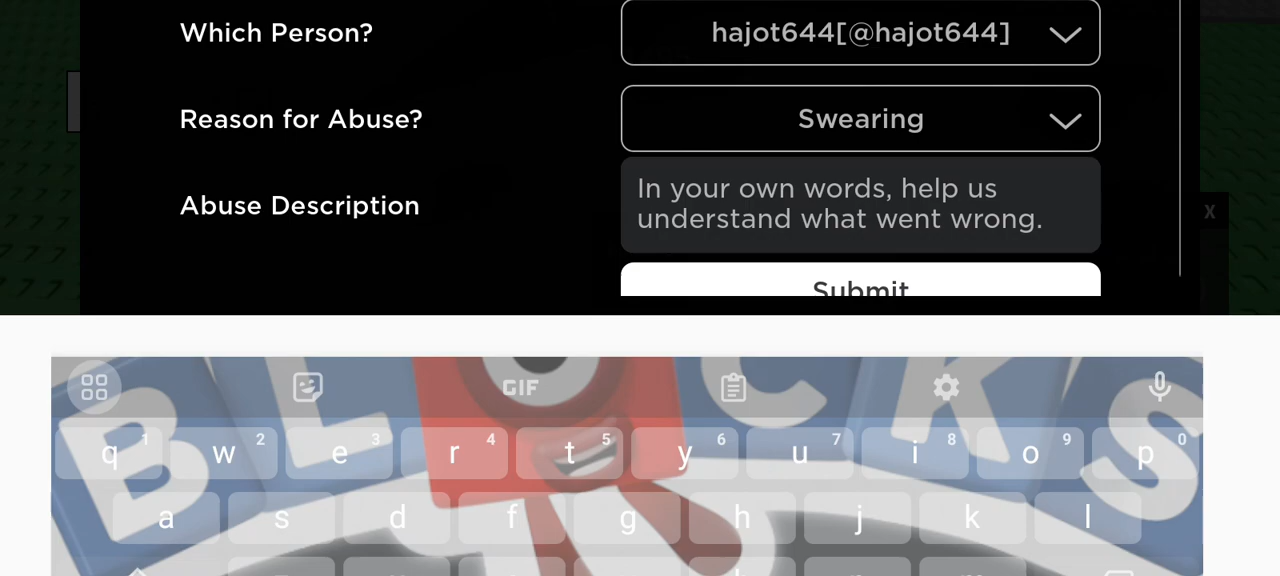 Which Person?
hajot644[@hajot644]
Reason for Abuse?
Swearing
Abuse Description
In your own words, help us
understand what went wrong.
X
Submit
GIF
B L C K S
q 1 w 2 e 3 r 4 t 5 y 6 u 7 i 8 o 9 p 0
a s d f g h j k l